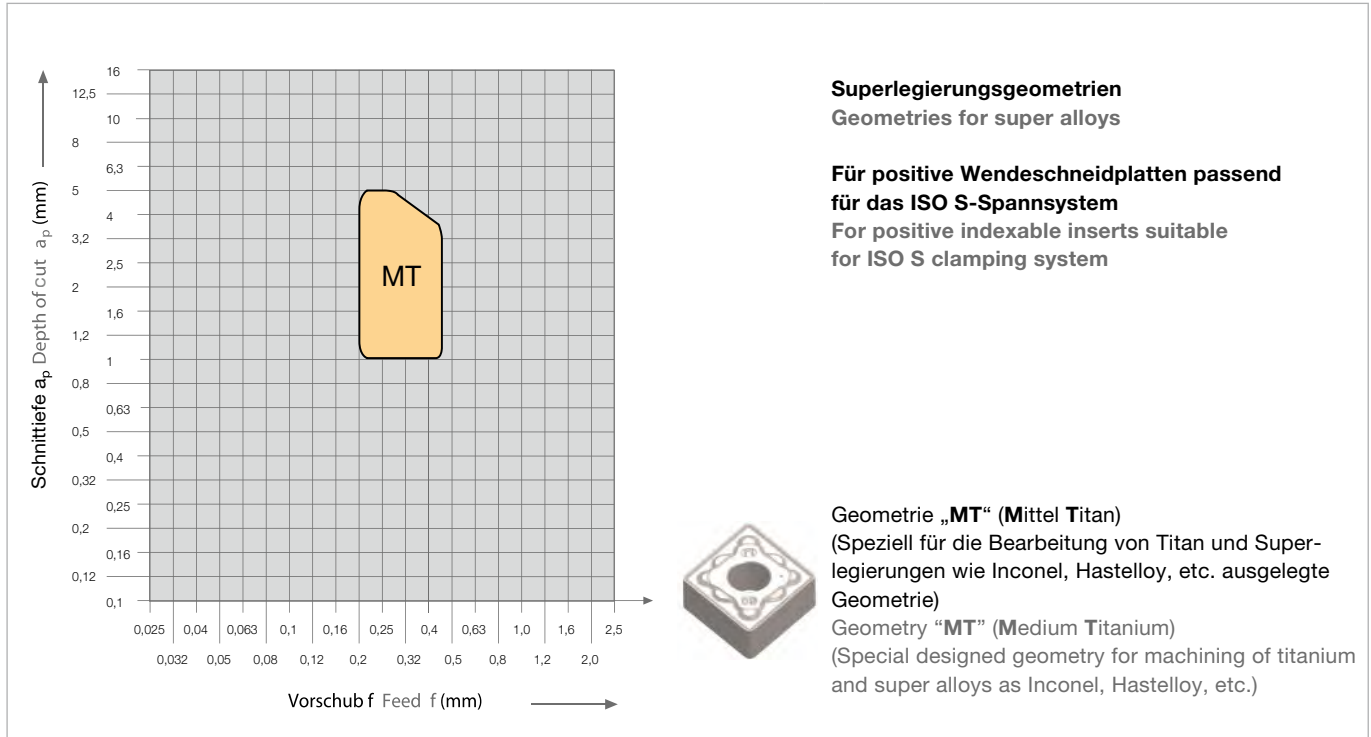 16
12,5
10
8
6,3
5
4
3,2
2,5
2
1,6
1,2
1
0,8
0,63
0,5
0,4
0,32
0,25
0,2
0,16
0,12
0,1
Schnittiefe ap Depth of cut ap (mm)
MT
0,025 0,04 0,063 0,1 0,16 0,25 0,4 0,63 1,0 1,6 2,5
0,032 0,05 0,08 0,12 0,2 0,32 0,5 0,8 1,2 2,0
Vorschub f Feed f (mm)
Superlegierungsgeometrien
Geometries for super alloys
Für positive Wendeschneidplatten passend
für das ISO S-Spannsystem
For positive indexable inserts suitable
for ISO S clamping system
Geometrie „MT“ (Mittel Titan)
(Speziell für die Bearbeitung von Titan und Super-
legierungen wie Inconel, Hastelloy, etc. ausgelegte
Geometrie)
Geometry “MT” (Medium Titanium)
(Special designed geometry for machining of titanium
and super alloys as Inconel, Hastelloy, etc.)